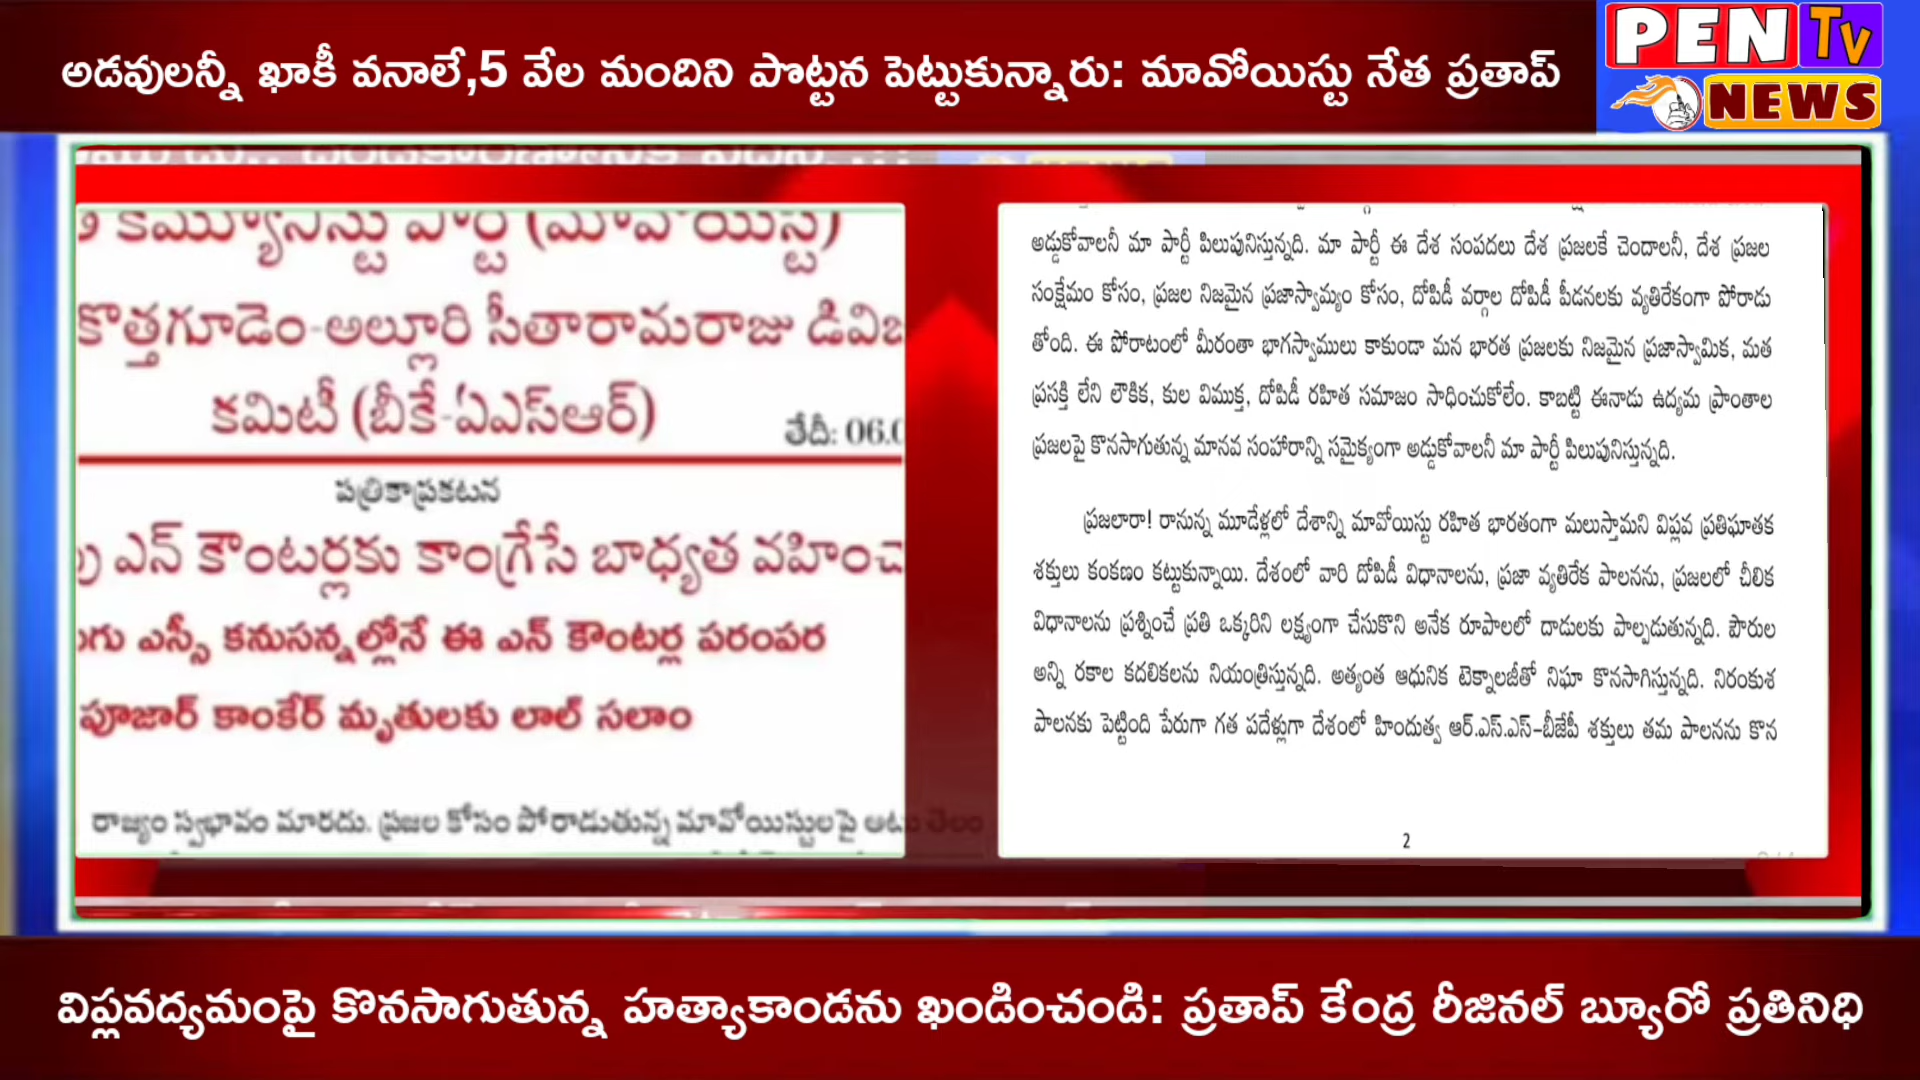 అడవులన్నీ ఖాకీ వనాలే,5 వేల మందిని పొట్టన పెట్టుకున్నారు: మావోయిస్టు నేత ప్రతాప్
PEN TV
NEWS
కమ్యూనిస్టు పార్టీ (మావోయిస్ట్)
కొత్తగూడెం-అల్లూరి సీతారామరాజు డివిజ
కమిటీ (బీకే-ఏఎస్ఆర్)
తేదీ: 06.0
పత్రికాప్రకటన
ఎన్ కౌంటర్లకు కాంగ్రేసే బాధ్యత వహించ
గు ఎస్పీ కనుసన్నల్లోనే ఈ ఎన్ కౌంటర్ల పరంపర
పూజార్ కాంకేర్ మృతులకు లాల్ సలాం
రాజ్యం స్వభావం మారదు. ప్రజల కోసం పోరాడుతున్న మావోయిస్టులపై అటు తెలం
అడ్డుకోవాలనీ మా పార్టీ పిలుపునిస్తున్నది. మా పార్టీ ఈ దేశ సంపదలు దేశ ప్రజలకే చెందాలనీ, దేశ ప్రజల
సంక్షేమం కోసం, ప్రజల నిజమైన ప్రజాస్వామ్యం కోసం, దోపిడీ వర్గాల దోపిడీ పీడనలకు వ్యతిరేకంగా పోరాడు
తోంది. ఈ పోరాటంలో మీరంతా భాగస్వాములు కాకుండా మన భారత ప్రజలకు నిజమైన ప్రజాస్వామిక, మత
ప్రసక్తి లేని లౌకిక, కుల విముక్త, దోపిడీ రహిత సమాజం సాధించుకోలేం. కాబట్టి ఈనాడు ఉద్యమ ప్రాంతాల
ప్రజలపై కొనసాగుతున్న మానవ సంహారాన్ని సమైక్యంగా అడ్డుకోవాలనీ మా పార్టీ పిలుపునిస్తున్నది.
ప్రజలారా! రానున్న మూడేళ్లలో దేశాన్ని మావోయిస్టు రహిత భారతంగా మలుస్తామని విప్లవ ప్రతిఘాతక
శక్తులు కంకణం కట్టుకున్నాయి. దేశంలో వారి దోపిడీ విధానాలను, ప్రజా వ్యతిరేక పాలనను, ప్రజలలో చీలిక
విధానాలను ప్రశ్నించే ప్రతి ఒక్కరిని లక్ష్యంగా చేసుకొని అనేక రూపాలలో దాడులకు పాల్పడుతున్నది. పౌరుల
అన్ని రకాల కదలికలను నియంత్రిస్తున్నది. అత్యంత ఆధునిక టెక్నాలజీతో నిఘా కొనసాగిస్తున్నది. నిరంకుశ
పాలనకు పెట్టింది పేరుగా గత పదేళ్లుగా దేశంలో హిందుత్వ ఆర్.ఎస్.ఎస్-బీజేపీ శక్తులు తమ పాలనను కొన
2
విప్లవద్యమంపై కొనసాగుతున్న హత్యాకాండను ఖండించండి: ప్రతాప్ కేంద్ర రీజినల్ బ్యూరో ప్రతినిధి